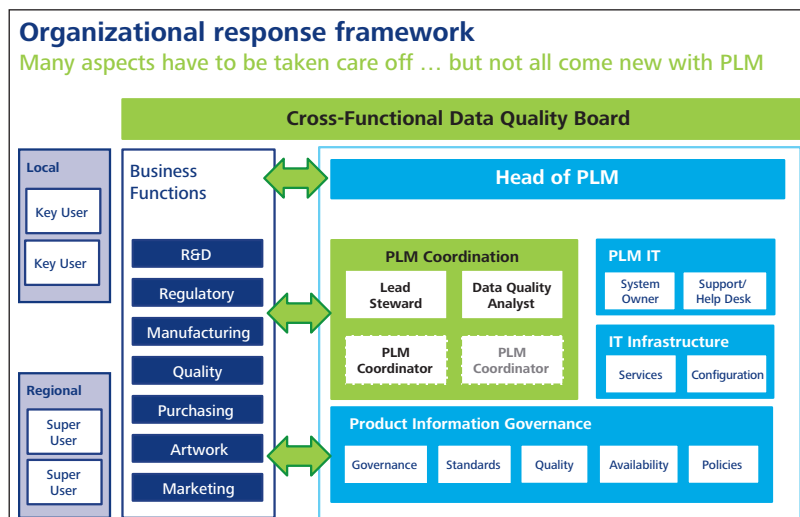 Organizational response framework
Many aspects have to be taken care off … but not all come new with PLM
Cross-Functional Data Quality Board
Local
Key User
Key User
Regional
Super
User
Super
User
Business
Functions
R&D
Regulatory
Manufacturing
Quality
Purchasing
Artwork
Marketing
Head of PLM
PLM Coordination
Lead
Steward
Data Quality
Analyst
PLM
Coordinator
PLM
Coordinator
PLM IT
System
Owner
Support/
Help Desk
IT Infrastructure
Services
Configuration
Product Information Governance
Governance
Standards
Quality
Availability
Policies